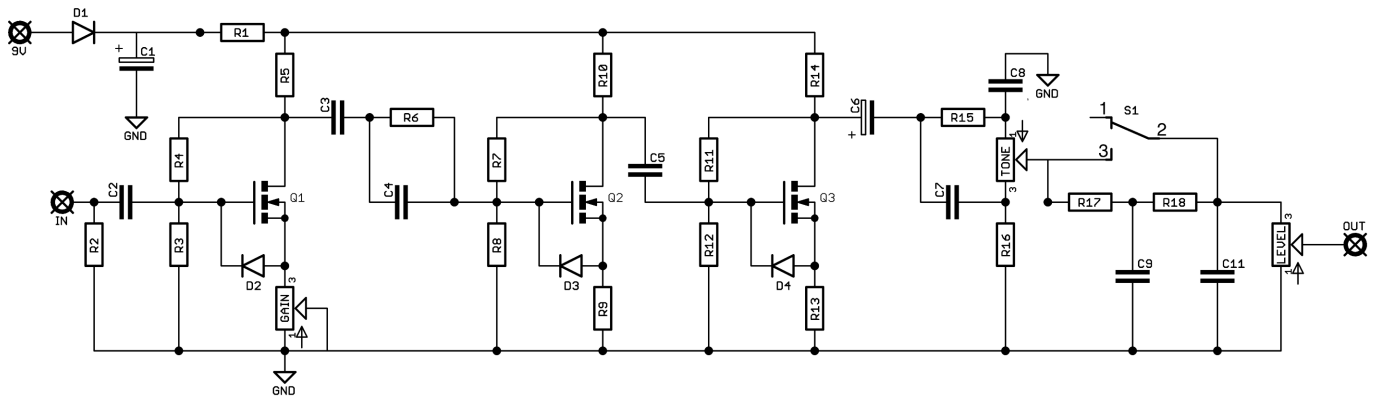 D1
9V
+
C1
GND
R1
R5
R4
C2
IN
R2
R3
Q1
D2
GAIN
3
1
GND
C3
R6
C4
R10
R7
R8
Q2
D3
R9
C5
R14
R11
R12
Q3
D4
R13
C6
+
R15
C7
C8
GND
TONE
1
3
R16
1
S1
2
3
R17
R18
C9
C11
LEVEL
3
1
OUT